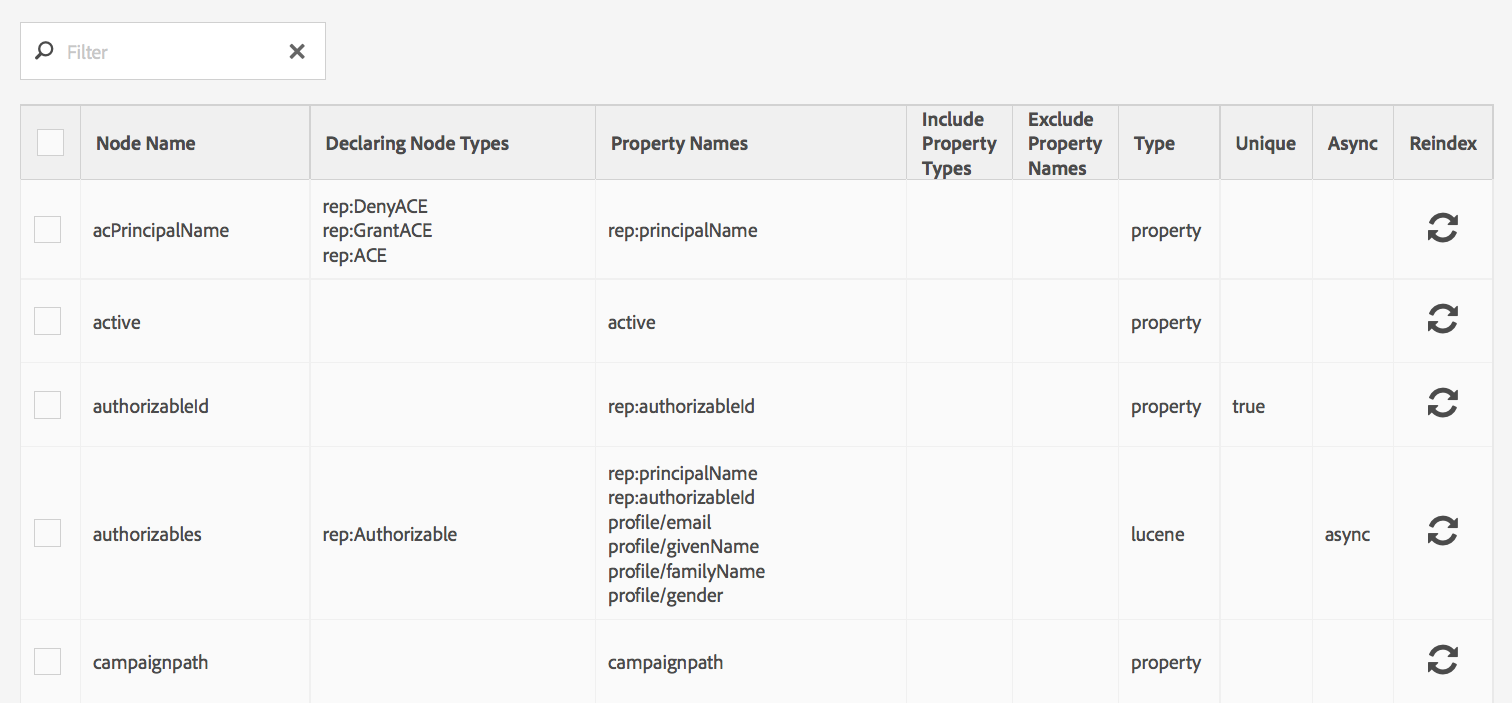 Filter
Node Name Declaring Node Types Property Names Include Property Types Exclude Property Names Type Unique Async Reindex
rep:DenyACE
acPrincipalName rep:GrantACE rep:principalName property
rep:ACE
active active property
authorizableId rep:authorizableId property true
rep:principalName
rep:authorizableId
profile/email
authorizables rep:Authorizable lucene async
profile/givenName
profile/familyName
profile/gender
campaignpath campaignpath property